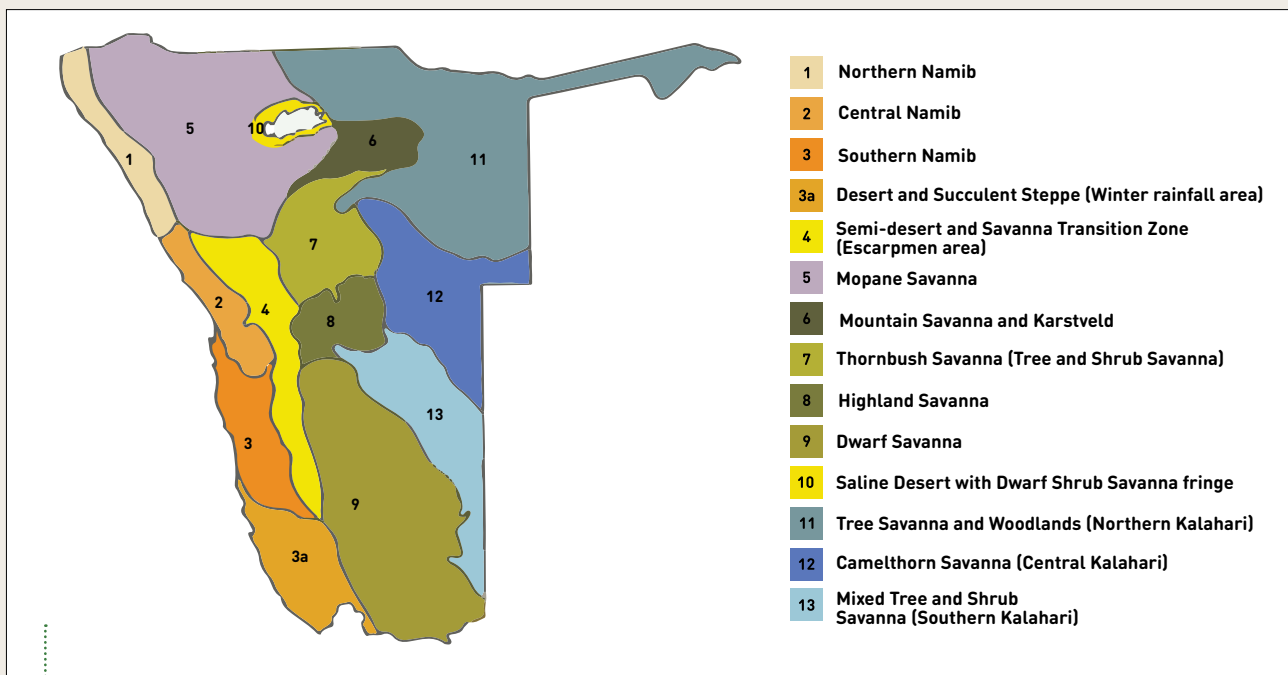 5
10
6
11
1
7
12
2
4
8
13
3
9
3a
1 Northern Namib
2 Central Namib
3 Southern Namib
3a Desert and Succulent Steppe (Winter rainfall area)
4 Semi-desert and Savanna Transition Zone
(Escarpmen area)
5 Mopane Savanna
6 Mountain Savanna and Karstveld
7 Thornbush Savanna (Tree and Shrub Savanna)
8 Highland Savanna
9 Dwarf Savanna
10 Saline Desert with Dwarf Shrub Savanna fringe
11 Tree Savanna and Woodlands (Northern Kalahari)
12 Camelthorn Savanna (Central Kalahari)
13 Mixed Tree and Shrub
Savanna (Southern Kalahari)